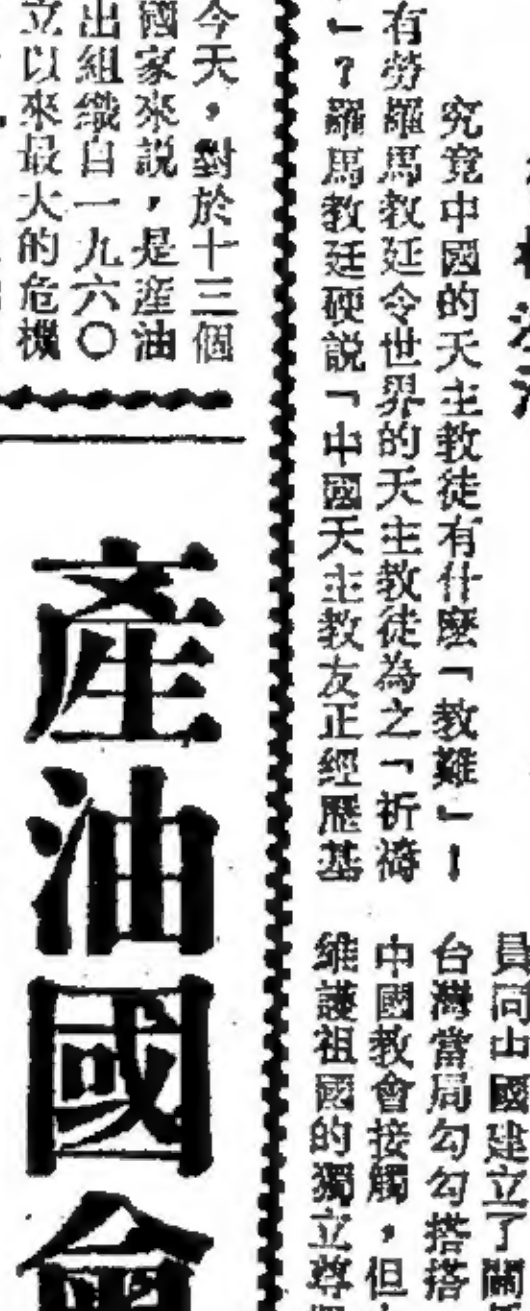 究竟中國的天主教徒有什麼「教難」！
有勞羅馬教廷令世界的天主教徒為之「祈禱
」？羅馬教廷硬說「中國天主教友正經歷基
員同中國建立了關
台灣當局勾勾搭搭
中國教會接觸，但
維護祖國的獨立尊
產油國會
今天，對於十三個
國家來說，是產油
出組織自一九六〇
立以來最大的危機